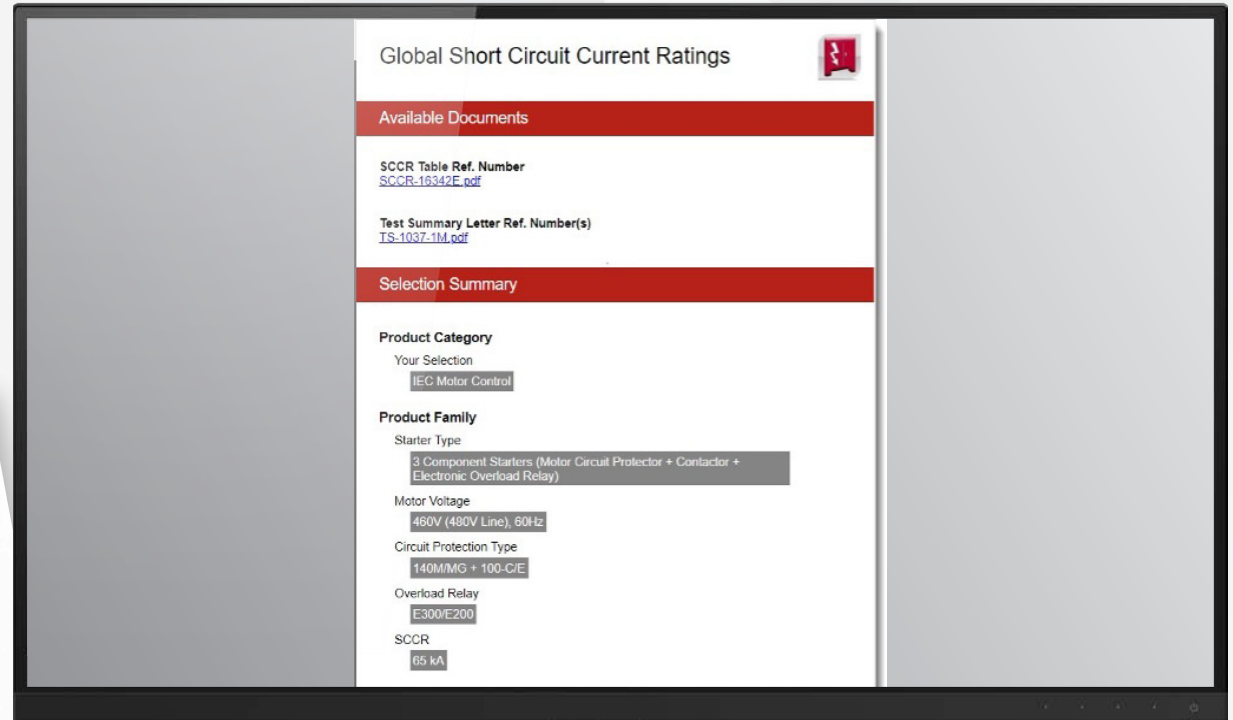 Global Short Circuit Current Ratings
Available Documents
SCCR Table Ref. Number
SCCR-16342E.pdf
Test Summary Letter Ref. Number(s)
TS-1037-1M.pdf
Selection Summary
Product Category
Your Selection
IEC Motor Control
Product Family
Starter Type
3 Component Starters (Motor Circuit Protector + Contactor +
Electronic Overload Relay)
Motor Voltage
460V (480V Line), 60Hz
Circuit Protection Type
140M/MG + 100-C/E
Overload Relay
E300/E200
SCCR
65 kA